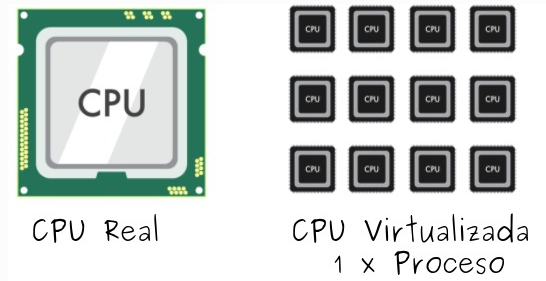 CPU
CPU CPU CPU CPU
CPU CPU CPU CPU
CPU CPU CPU CPU
CPU Real
CPU Virtualizada
1 x Proceso